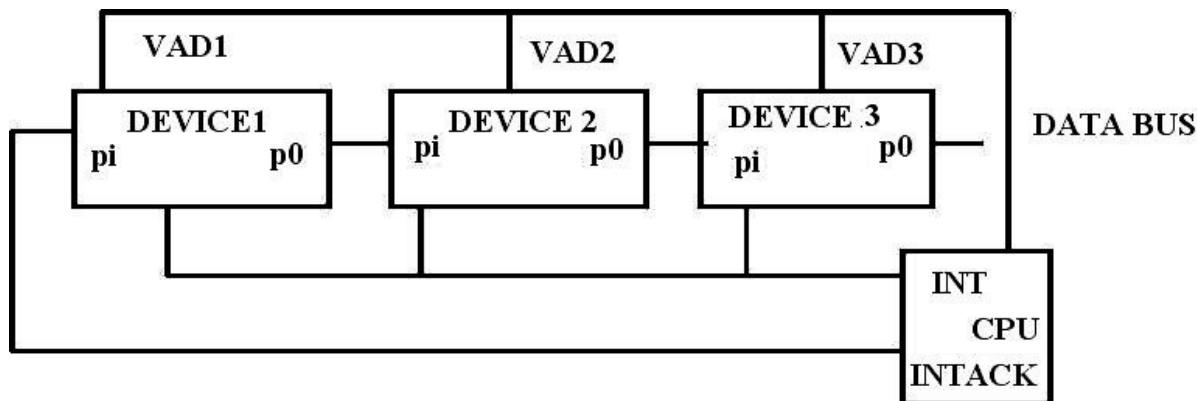 VAD1
VAD2
VAD3
DEVICE1
pi
p0
DEVICE 2
pi
p0
DEVICE 3
pi
p0
DATA BUS
INT
CPU
INTACK